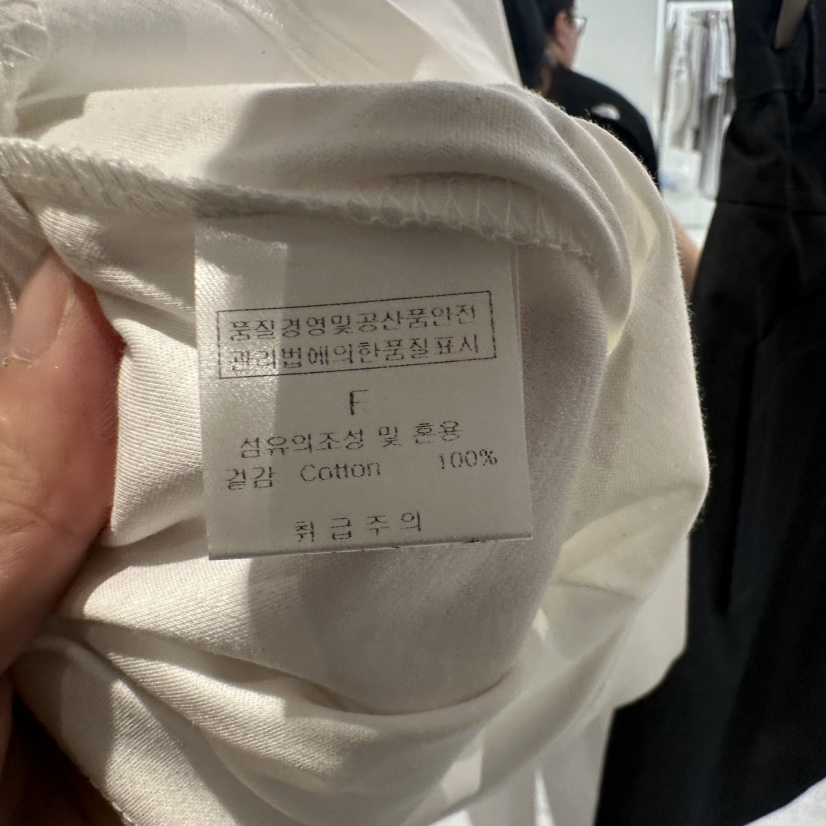 품질경영및공산품안전
관리법에의한품질표시
F
섬유의조성 및 혼용
겉감 Cotton 100%
취급주의